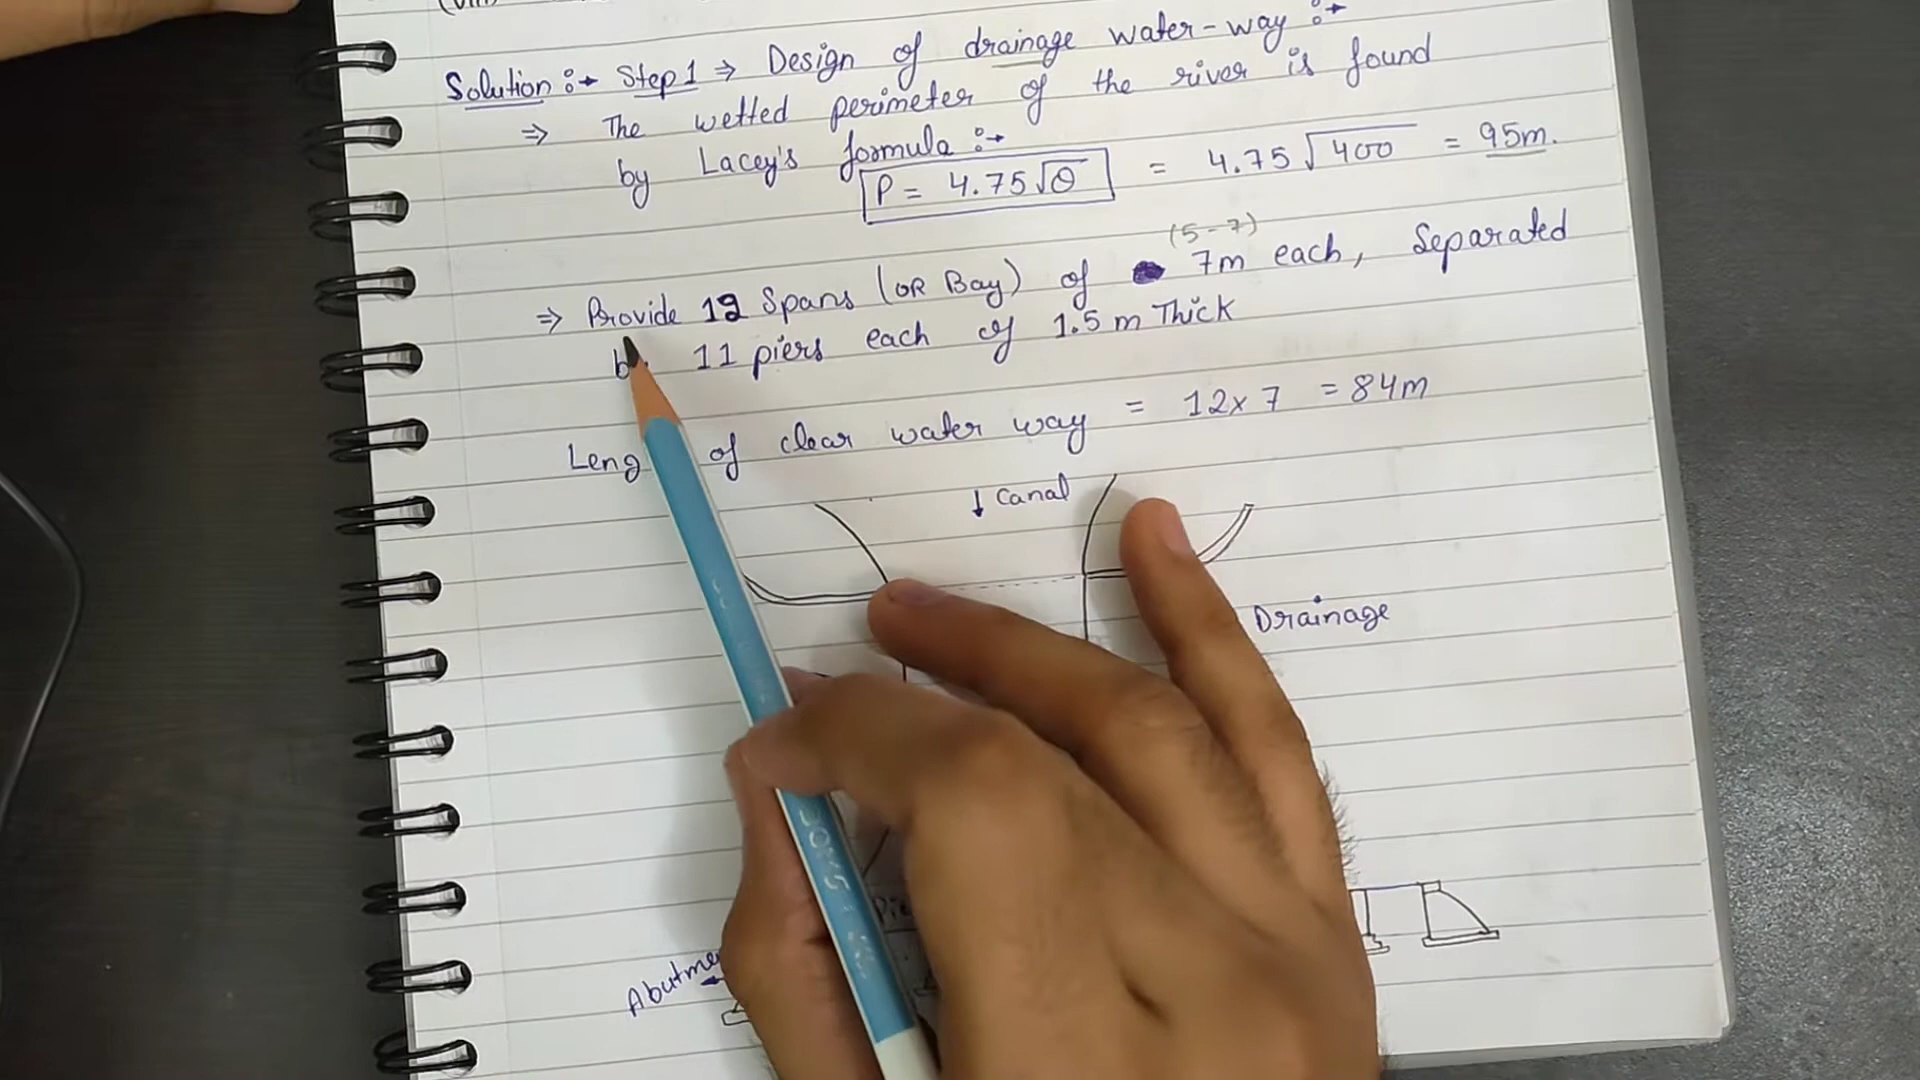 Solution :→ Step 1 ⇒ Design of drainage water-way :→
⇒ The wetted perimeter of the river is found
by Lacey's formula :→
P = 4.75√Q = 4.75√400 = 95m.
(5-7)
⇒ Provide 12 Spans (OR Bay) of 7m each, Separated
11 piers each of 1.5 m Thick
Leng of clear water way = 12x7 = 84m
↓ Canal
Drainage
Abutme